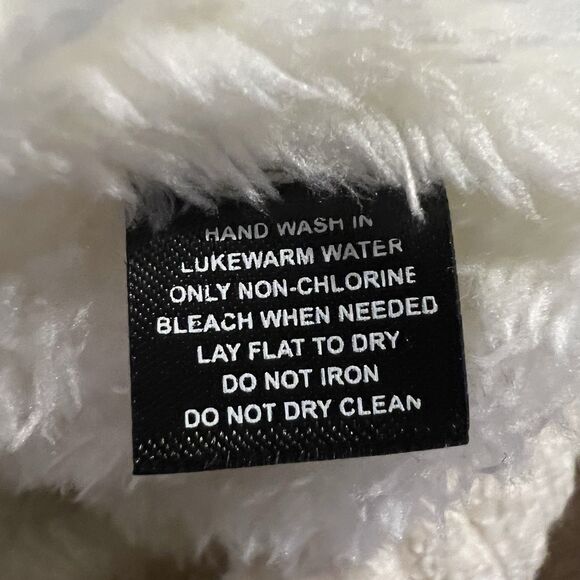 HAND WASH IN
LUKEWARM WATER
ONLY NON-CHLORINE
BLEACH WHEN NEEDED
LAY FLAT TO DRY
DO NOT IRON
DO NOT DRY CLEAN